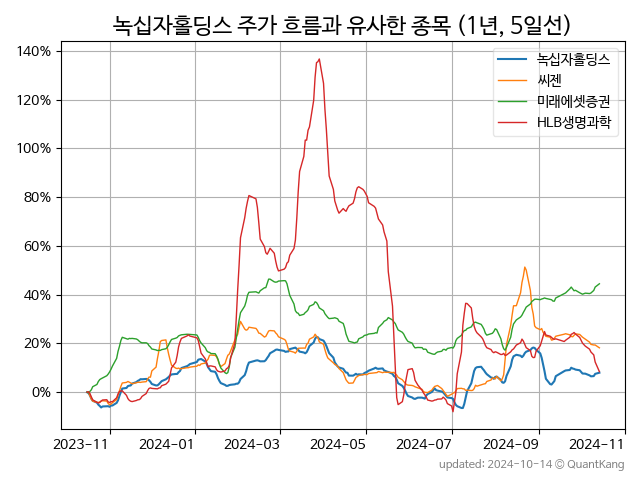 녹십자홀딩스 주가 흐름과 유사한 종목 (1년, 5일선)
녹십자홀딩스
씨젠
미래에셋증권
HLB생명과학
140%
120%
100%
80%
60%
40%
20%
0%
2023-11 2024-01 2024-03 2024-05 2024-07 2024-09 2024-11
updated: 2024-10-14 © QuantKang